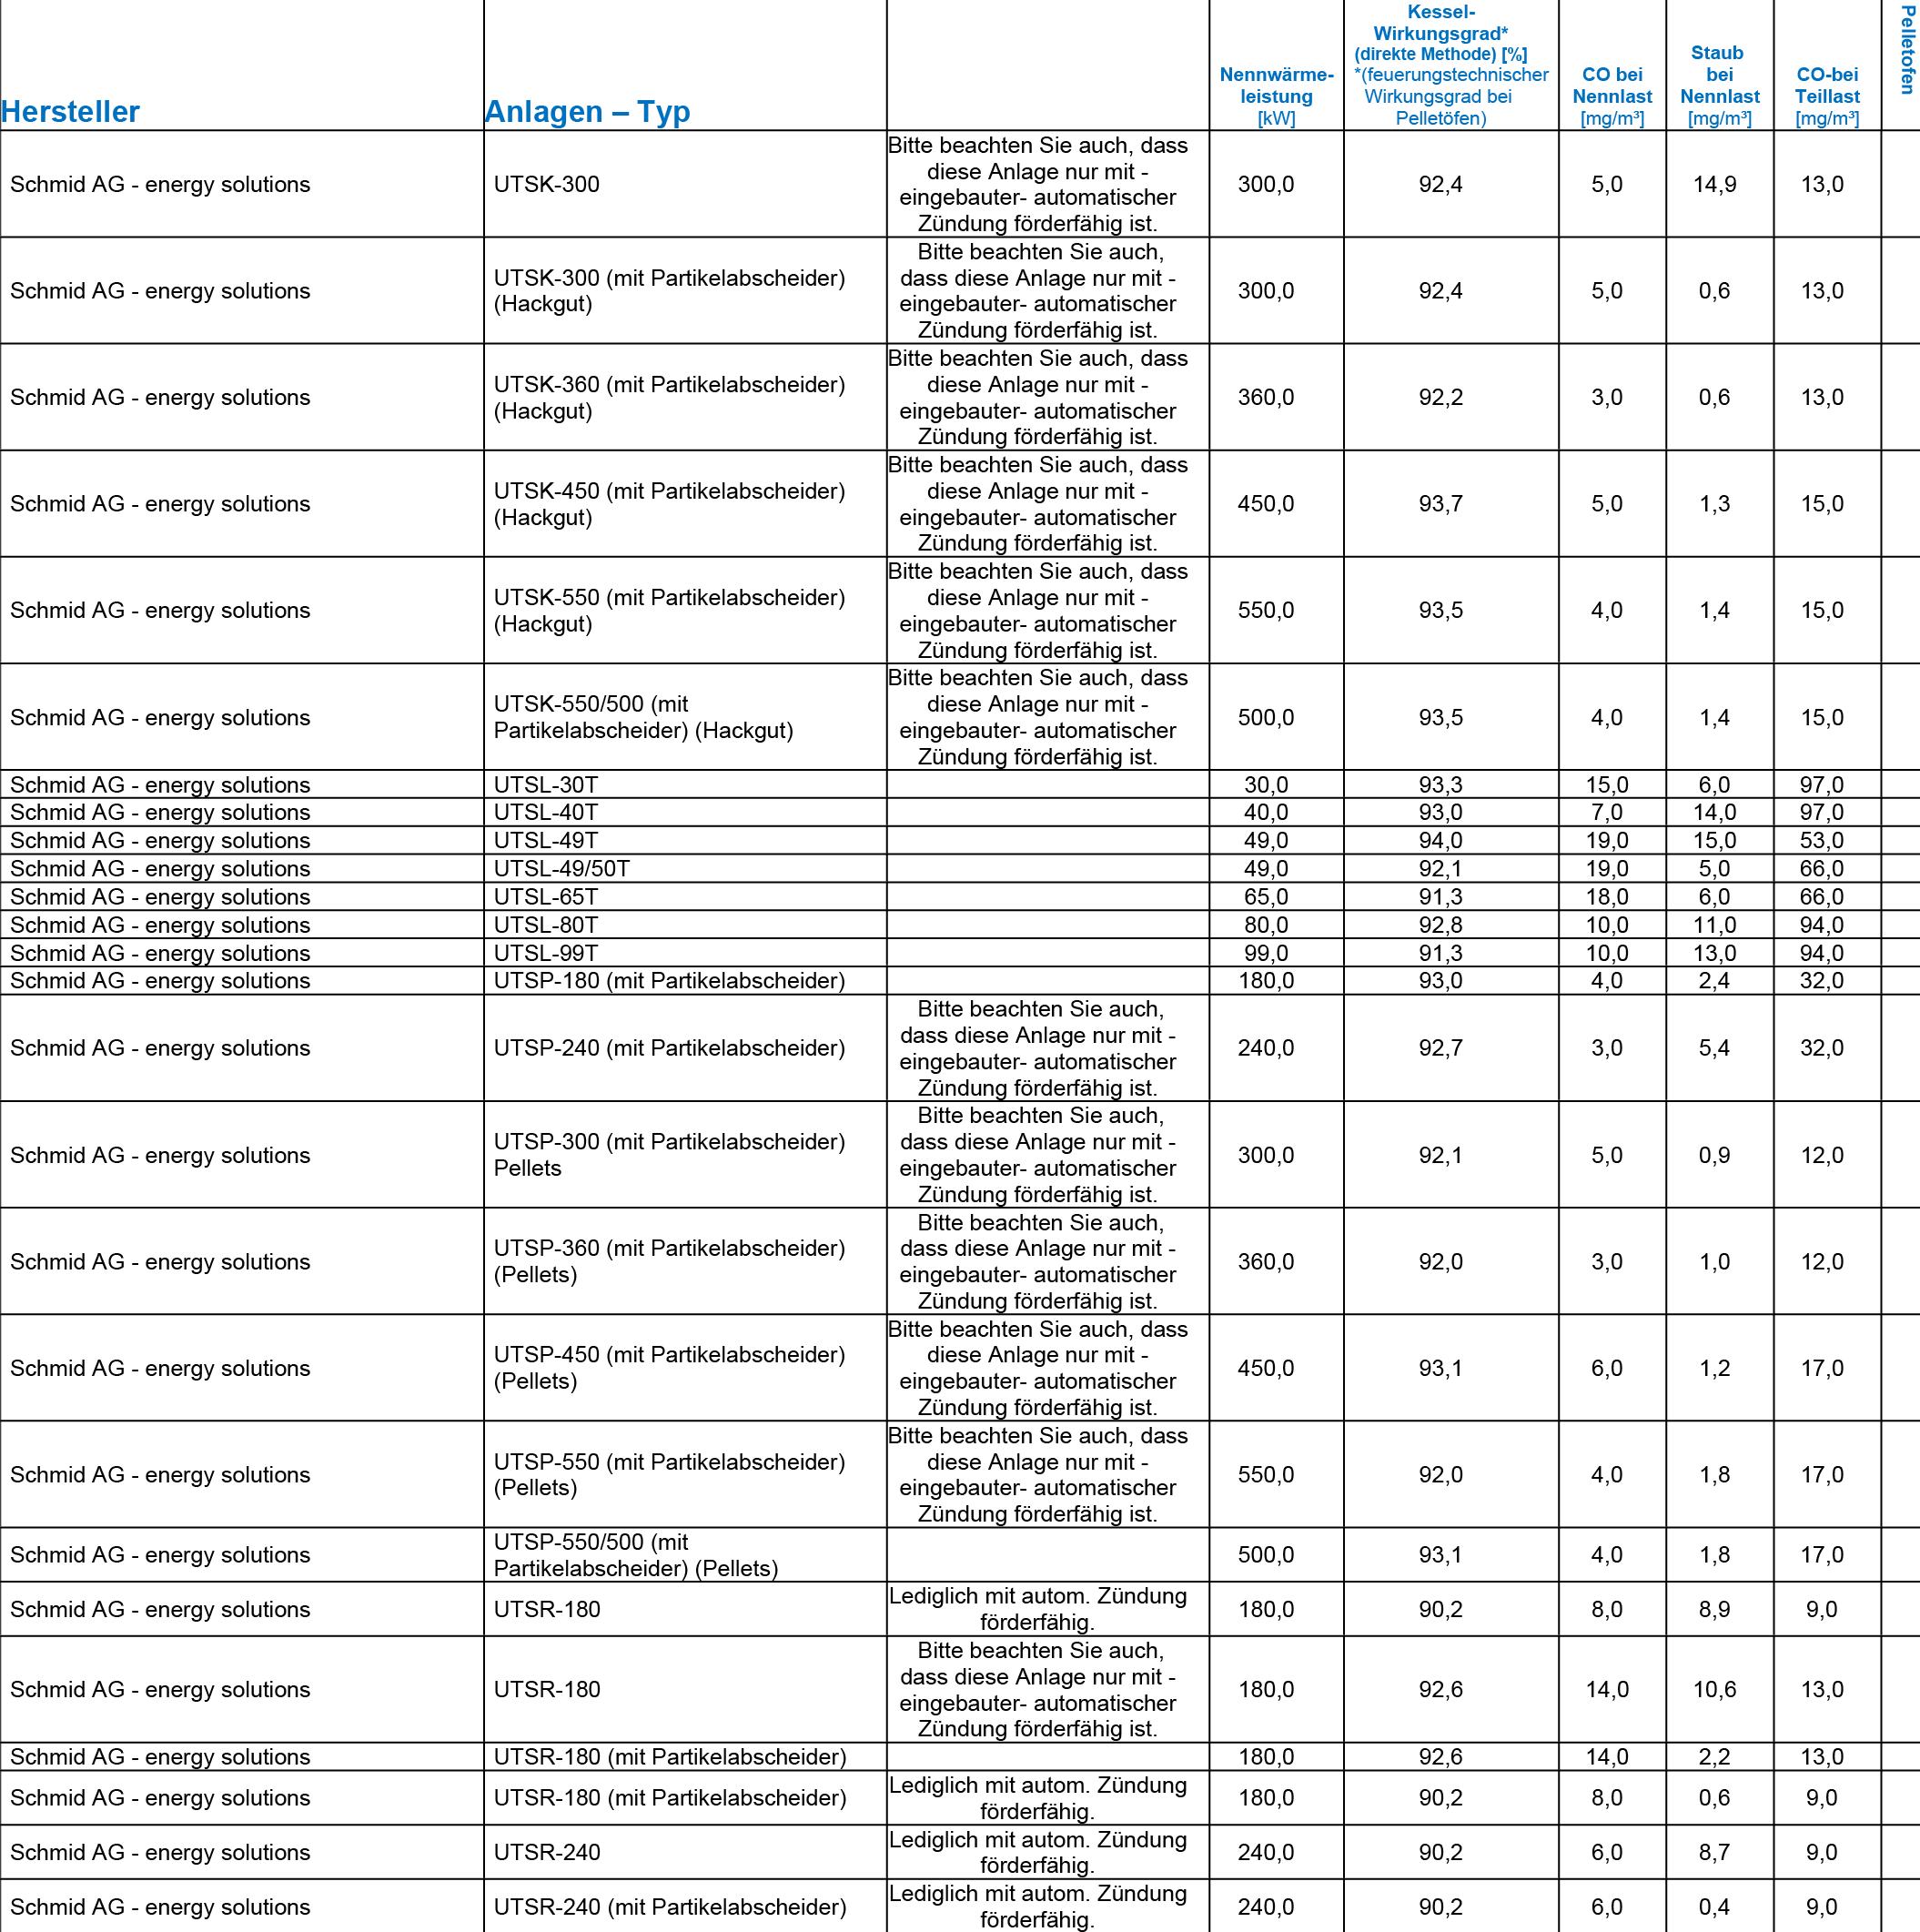 Hersteller
Anlagen – Typ
Nennwärme-
leistung
[kW]
Kessel-
Wirkungsgrad*
(direkte Methode) [%]
*(feuerungstechnischer
Wirkungsgrad bei
Pelletöfen)
CO bei
Nennlast
[mg/m³]
Staub
bei
Nennlast
[mg/m³]
CO-bei
Teillast
[mg/m³]
Pelletofen
Schmid AG - energy solutions
UTSK-300
Bitte beachten Sie auch, dass
diese Anlage nur mit -
eingebauter- automatischer
Zündung förderfähig ist.
300,0 92,4 5,0 14,9 13,0
Schmid AG - energy solutions
UTSK-300 (mit Partikelabscheider)
(Hackgut)
Bitte beachten Sie auch,
dass diese Anlage nur mit -
eingebauter- automatischer
Zündung förderfähig ist.
300,0 92,4 5,0 0,6 13,0
Schmid AG - energy solutions
UTSK-360 (mit Partikelabscheider)
(Hackgut)
Bitte beachten Sie auch, dass
diese Anlage nur mit -
eingebauter- automatischer
Zündung förderfähig ist.
360,0 92,2 3,0 0,6 13,0
Schmid AG - energy solutions
UTSK-450 (mit Partikelabscheider)
(Hackgut)
Bitte beachten Sie auch, dass
diese Anlage nur mit -
eingebauter- automatischer
Zündung förderfähig ist.
450,0 93,7 5,0 1,3 15,0
Schmid AG - energy solutions
UTSK-550 (mit Partikelabscheider)
(Hackgut)
Bitte beachten Sie auch, dass
diese Anlage nur mit -
eingebauter- automatischer
Zündung förderfähig ist.
550,0 93,5 4,0 1,4 15,0
Schmid AG - energy solutions
UTSK-550/500 (mit
Partikelabscheider) (Hackgut)
Bitte beachten Sie auch, dass
diese Anlage nur mit -
eingebauter- automatischer
Zündung förderfähig ist.
500,0 93,5 4,0 1,4 15,0
Schmid AG - energy solutions UTSL-30T 30,0 93,3 15,0 6,0 97,0
Schmid AG - energy solutions UTSL-40T 40,0 93,0 7,0 14,0 97,0
Schmid AG - energy solutions UTSL-49T 49,0 94,0 19,0 15,0 53,0
Schmid AG - energy solutions UTSL-49/50T 49,0 92,1 19,0 5,0 66,0
Schmid AG - energy solutions UTSL-65T 65,0 91,3 18,0 6,0 66,0
Schmid AG - energy solutions UTSL-80T 80,0 92,8 10,0 11,0 94,0
Schmid AG - energy solutions UTSL-99T 99,0 91,3 10,0 13,0 94,0
Schmid AG - energy solutions UTSP-180 (mit Partikelabscheider) 180,0 93,0 4,0 2,4 32,0
Schmid AG - energy solutions
UTSP-240 (mit Partikelabscheider)
Bitte beachten Sie auch,
dass diese Anlage nur mit -
eingebauter- automatischer
Zündung förderfähig ist.
240,0 92,7 3,0 5,4 32,0
Schmid AG - energy solutions
UTSP-300 (mit Partikelabscheider)
Pellets
Bitte beachten Sie auch,
dass diese Anlage nur mit -
eingebauter- automatischer
Zündung förderfähig ist.
300,0 92,1 5,0 0,9 12,0
Schmid AG - energy solutions
UTSP-360 (mit Partikelabscheider)
(Pellets)
Bitte beachten Sie auch,
dass diese Anlage nur mit -
eingebauter- automatischer
Zündung förderfähig ist.
360,0 92,0 3,0 1,0 12,0
Schmid AG - energy solutions
UTSP-450 (mit Partikelabscheider)
(Pellets)
Bitte beachten Sie auch, dass
diese Anlage nur mit -
eingebauter- automatischer
Zündung förderfähig ist.
450,0 93,1 6,0 1,2 17,0
Schmid AG - energy solutions
UTSP-550 (mit Partikelabscheider)
(Pellets)
Bitte beachten Sie auch, dass
diese Anlage nur mit -
eingebauter- automatischer
Zündung förderfähig ist.
550,0 92,0 4,0 1,8 17,0
Schmid AG - energy solutions
UTSP-550/500 (mit
Partikelabscheider) (Pellets)
500,0 93,1 4,0 1,8 17,0
Schmid AG - energy solutions
UTSR-180
Lediglich mit autom. Zündung
förderfähig.
180,0 90,2 8,0 8,9 9,0
Schmid AG - energy solutions
UTSR-180
Bitte beachten Sie auch,
dass diese Anlage nur mit -
eingebauter- automatischer
Zündung förderfähig ist.
180,0 92,6 14,0 10,6 13,0
Schmid AG - energy solutions UTSR-180 (mit Partikelabscheider) 180,0 92,6 14,0 2,2 13,0
Schmid AG - energy solutions
UTSR-180 (mit Partikelabscheider)
Lediglich mit autom. Zündung
förderfähig.
180,0 90,2 8,0 0,6 9,0
Schmid AG - energy solutions
UTSR-240
Lediglich mit autom. Zündung
förderfähig.
240,0 90,2 6,0 8,7 9,0
Schmid AG - energy solutions
UTSR-240 (mit Partikelabscheider)
Lediglich mit autom. Zündung
förderfähig.
240,0 90,2 6,0 0,4 9,0